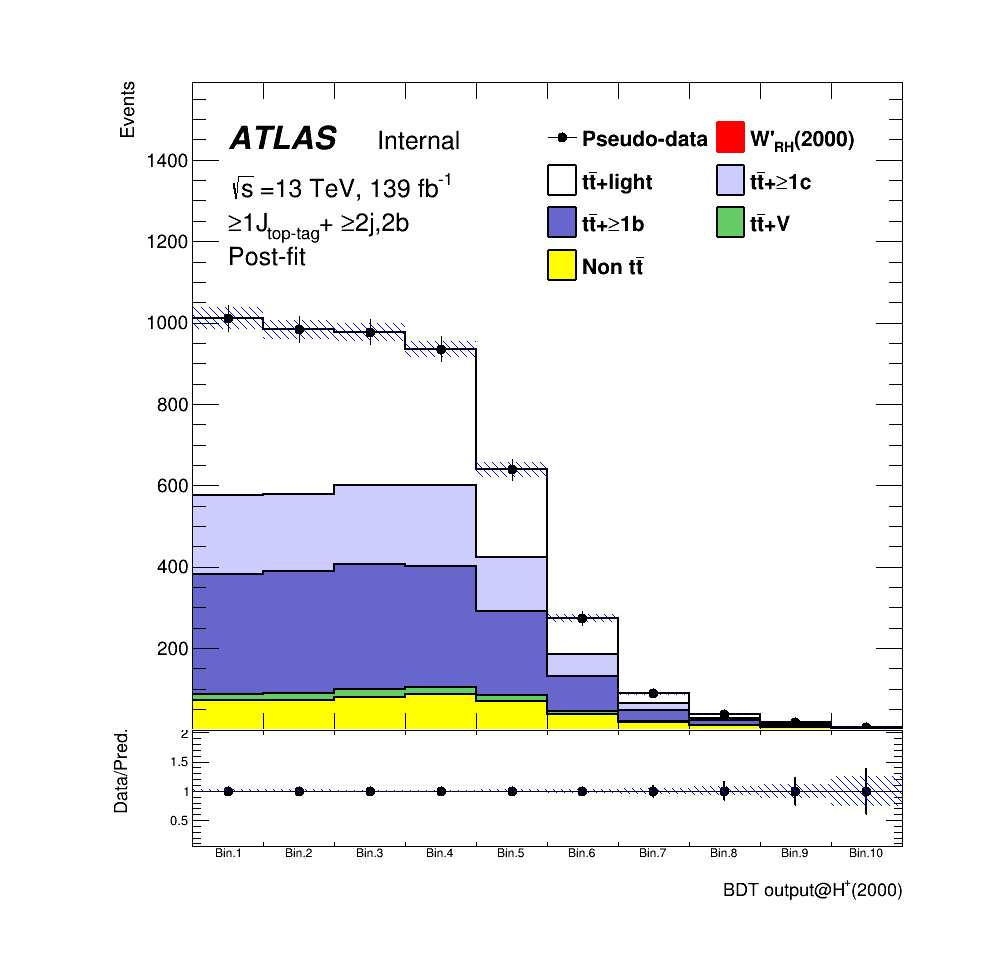 Events
1400
1200
1000
800
600
400
200
ATLAS Internal
√s =13 TeV, 139 fb⁻¹
≥1J_top-tag+ ≥2j,2b
Post-fit
Pseudo-data
W'_RH(2000)
tt̄+light
tt̄+≥1c
tt̄+≥1b
tt̄+V
Non tt̄
Data/Pred.
2
1.5
1
0.5
Bin.1 Bin.2 Bin.3 Bin.4 Bin.5 Bin.6 Bin.7 Bin.8 Bin.9 Bin.10
BDT output@H⁺(2000)